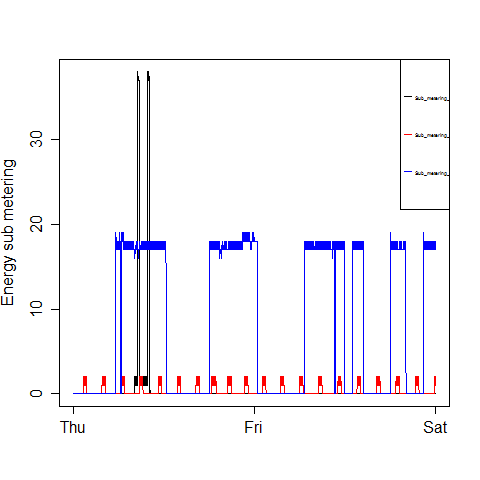 Energy sub metering
30
20
10
0
Thu Fri Sat
Sub_metering_
Sub_metering_
Sub_metering_